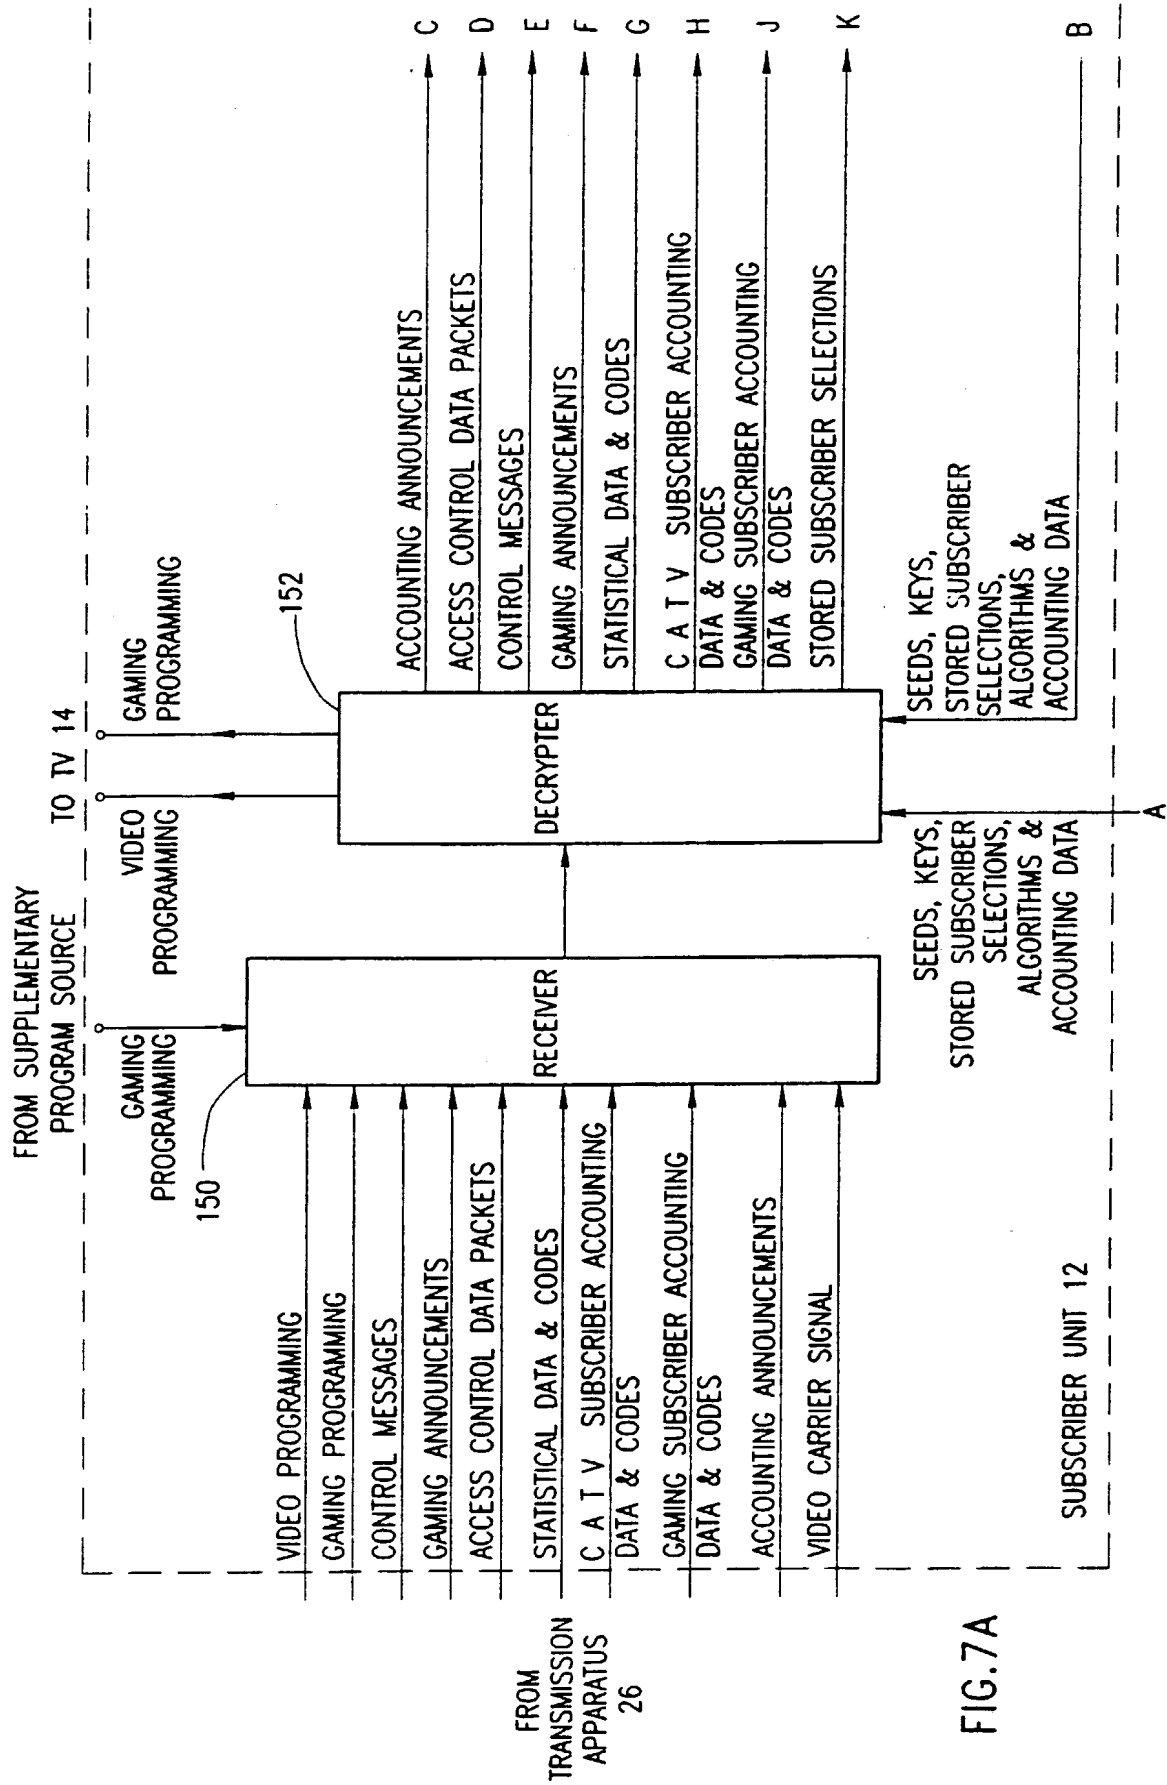 FROM SUPPLEMENTARY
PROGRAM SOURCE
TO TV 14
GAMING
PROGRAMMING
VIDEO
PROGRAMMING
GAMING
PROGRAMMING
150
152
FROM
TRANSMISSION
APPARATUS
26
VIDEO PROGRAMMING
GAMING PROGRAMMING
CONTROL MESSAGES
GAMING ANNOUNCEMENTS
ACCESS CONTROL DATA PACKETS
STATISTICAL DATA & CODES
C A T V SUBSCRIBER ACCOUNTING
DATA & CODES
GAMING SUBSCRIBER ACCOUNTING
DATA & CODES
ACCOUNTING ANNOUNCEMENTS
VIDEO CARRIER SIGNAL
RECEIVER
DECRYPTER
ACCOUNTING ANNOUNCEMENTS
C
ACCESS CONTROL DATA PACKETS
D
CONTROL MESSAGES
E
GAMING ANNOUNCEMENTS
F
STATISTICAL DATA & CODES
G
C A T V SUBSCRIBER ACCOUNTING
DATA & CODES
H
GAMING SUBSCRIBER ACCOUNTING
DATA & CODES
J
STORED SUBSCRIBER SELECTIONS
K
SEEDS, KEYS,
STORED SUBSCRIBER
SELECTIONS,
ALGORITHMS &
ACCOUNTING DATA
A
SEEDS, KEYS,
STORED SUBSCRIBER
SELECTIONS,
ALGORITHMS &
ACCOUNTING DATA
B
SUBSCRIBER UNIT 12
FIG.7A